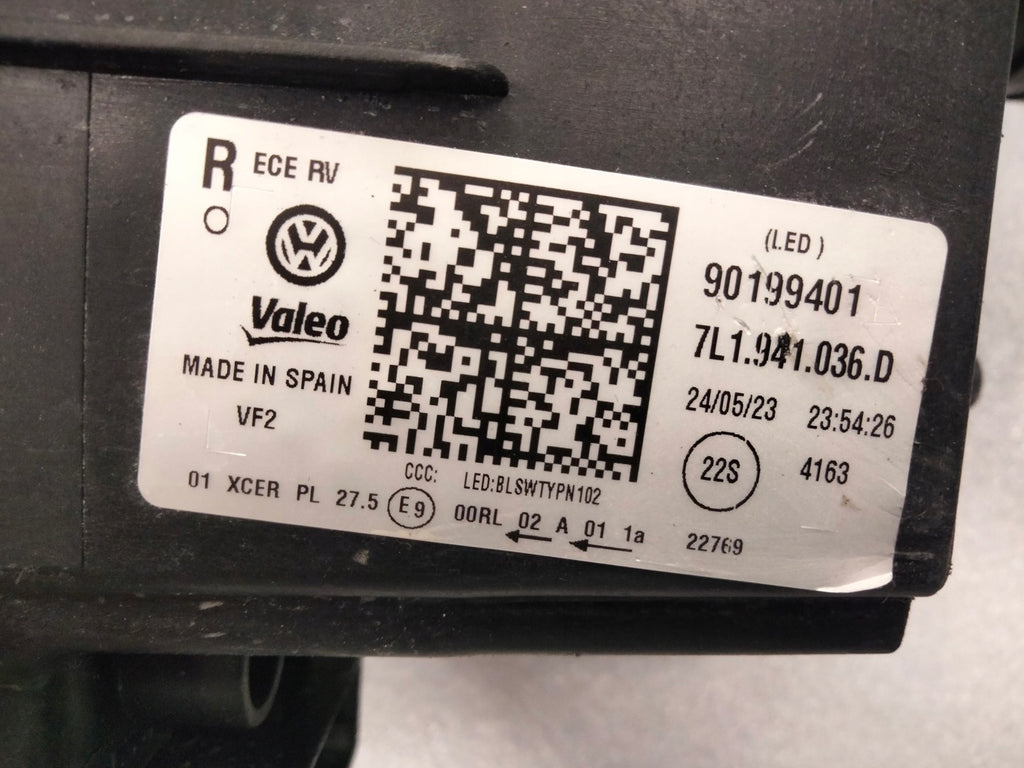 R ECE RV
Valeo
MADE IN SPAIN
VF2
(LED)
90199401
7L1.941.036.D
24/05/23 23:54:26
22S 4163
CCC: LED:BLSWTYPN102
01 XCER PL 27.5 E9 00RL 02 A 01 1a 22769